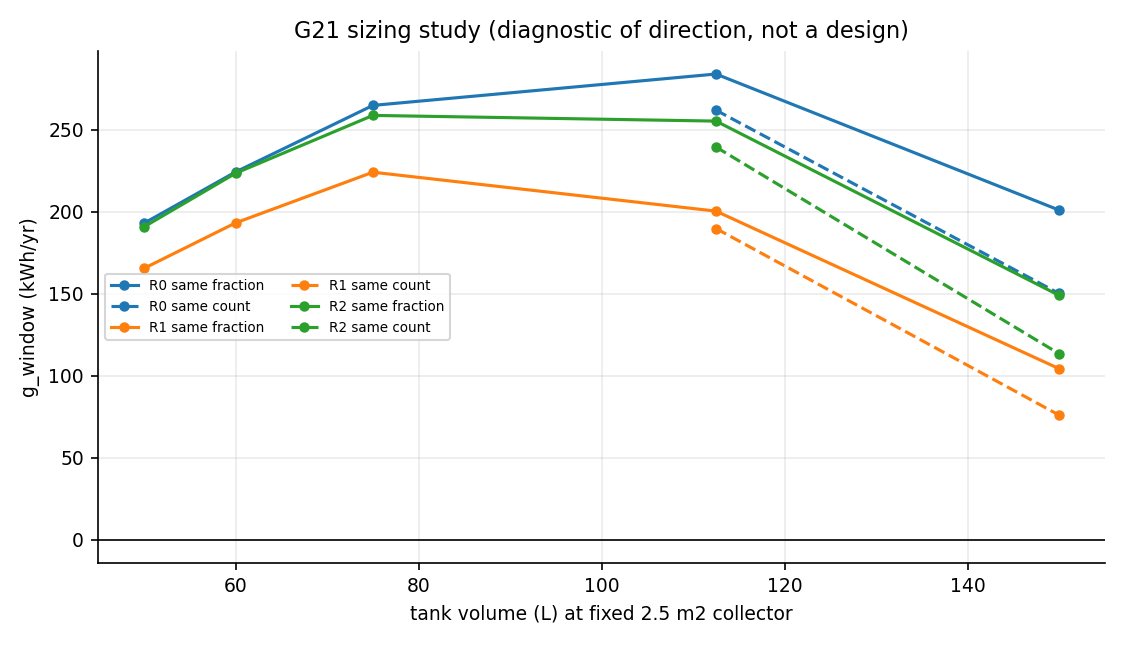 G21 sizing study (diagnostic of direction, not a design)
g_window (kWh/yr)
250
200
150
100
50
0
R0 same fraction
R0 same count
R1 same fraction
R1 same count
R2 same fraction
R2 same count
60 80 100 120 140
tank volume (L) at fixed 2.5 m2 collector